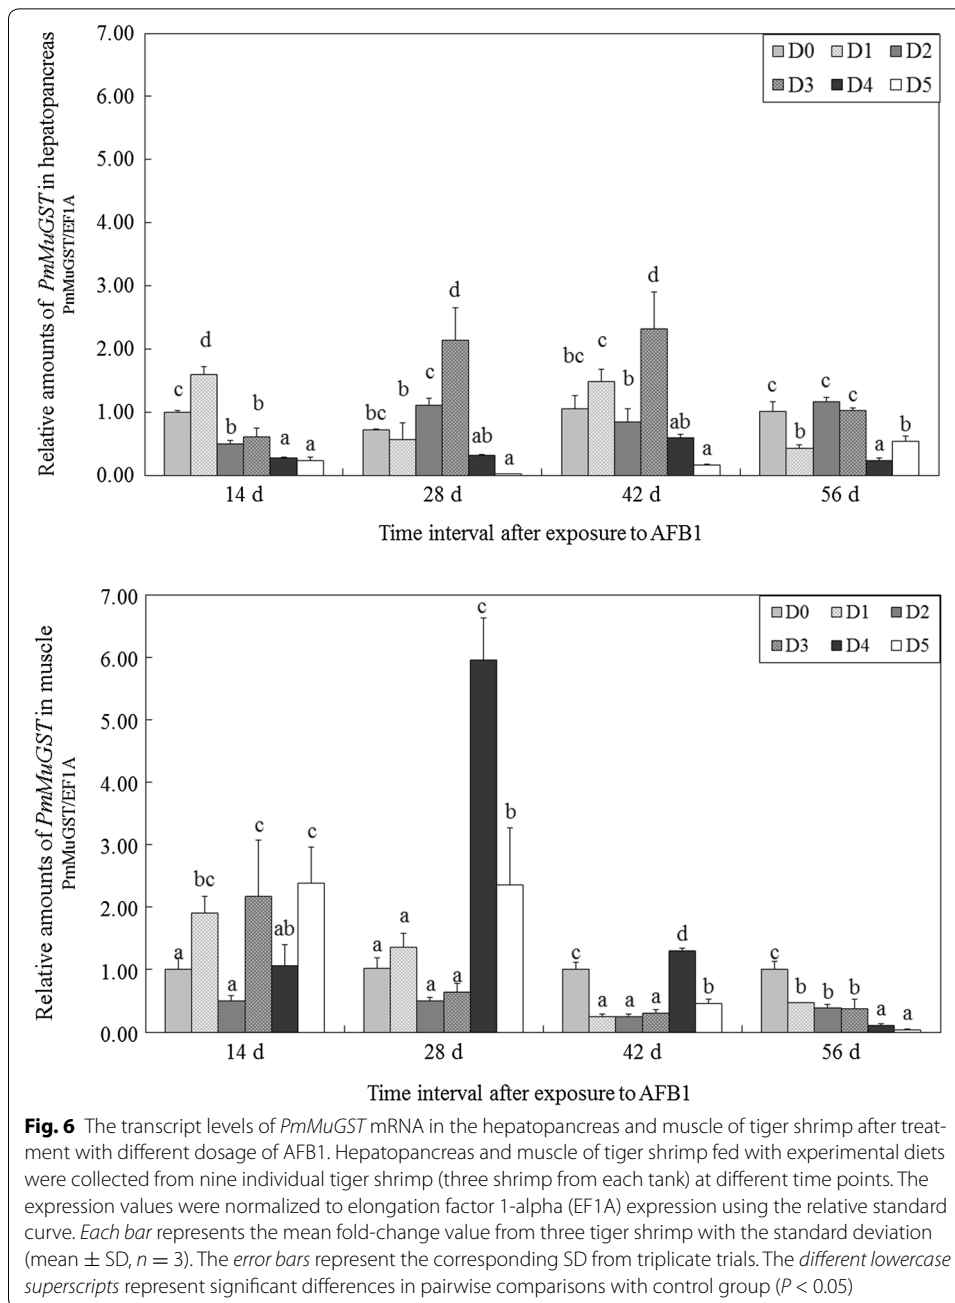 7.00
6.00
5.00
4.00
3.00
2.00
1.00
0.00
Relative amounts of PmMuGST in hepatopancreas
PmMuGST/EF1A
D0 D1 D2
D3 D4 D5
c d b b a a
bc b c d ab a
bc c b d ab a
c b c c a b
14 d 28 d 42 d 56 d
Time interval after exposure to AFB1
7.00
6.00
5.00
4.00
3.00
2.00
1.00
0.00
Relative amounts of PmMuGST in muscle
PmMuGST/EF1A
D0 D1 D2
D3 D4 D5
a bc a c ab c
a a a a c b
c a a a d b
c b b b a a
14 d 28 d 42 d 56 d
Time interval after exposure to AFB1
Fig. 6 The transcript levels of PmMuGST mRNA in the hepatopancreas and muscle of tiger shrimp after treat-
ment with different dosage of AFB1. Hepatopancreas and muscle of tiger shrimp fed with experimental diets
were collected from nine individual tiger shrimp (three shrimp from each tank) at different time points. The
expression values were normalized to elongation factor 1-alpha (EF1A) expression using the relative standard
curve. Each bar represents the mean fold-change value from three tiger shrimp with the standard deviation
(mean ± SD, n = 3). The error bars represent the corresponding SD from triplicate trials. The different lowercase
superscripts represent significant differences in pairwise comparisons with control group (P < 0.05)